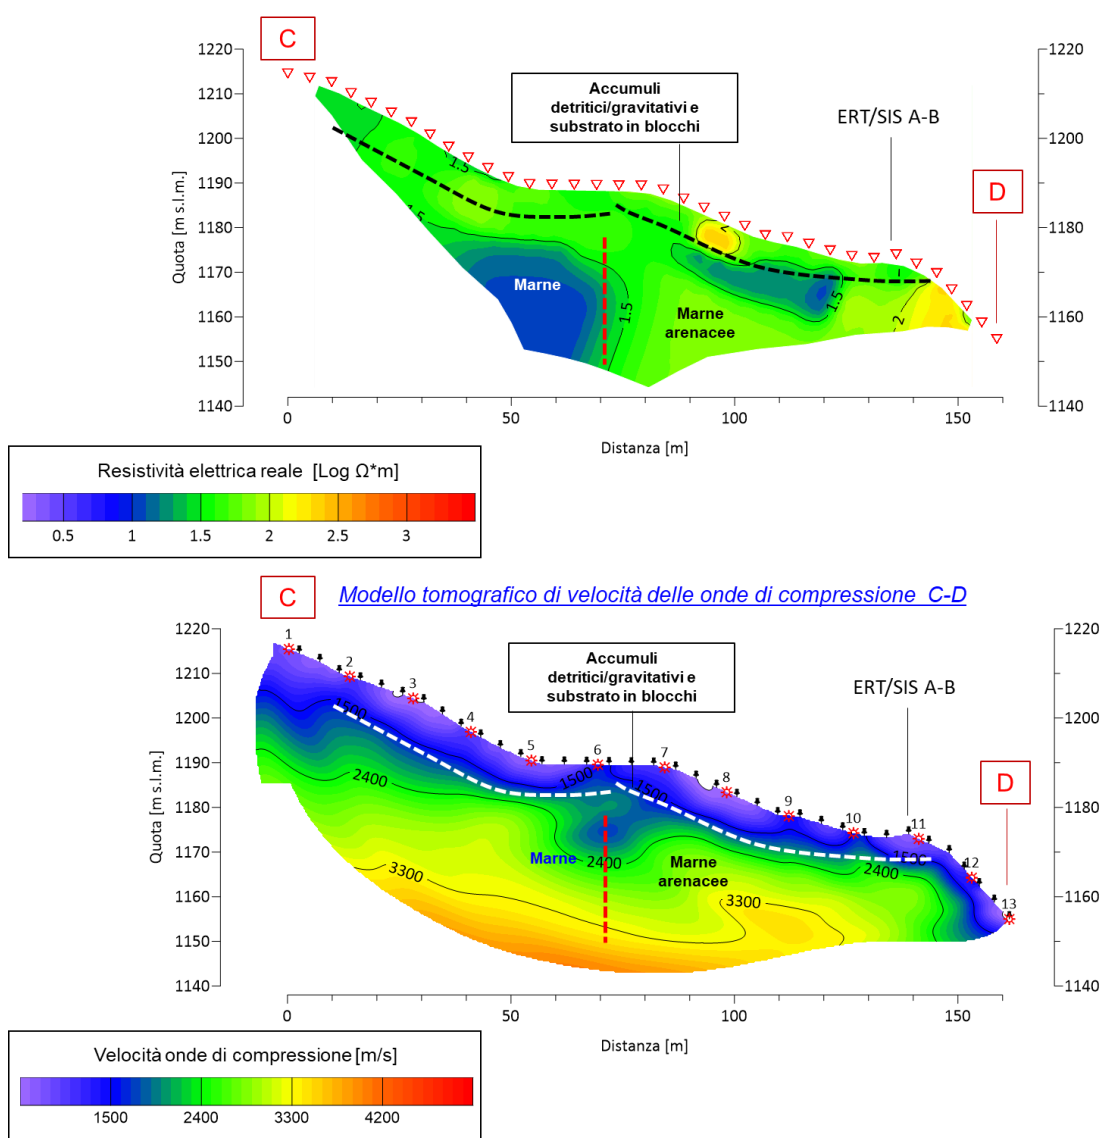 C
1220
1220
Accumuli
detritici/gravitativi e
substrato in blocchi
1210
1210
ERT/SIS A-B
1200
1200
1.5
D
1190
1190
1.5
2
1180
1180
Quota [m s.l.m.]
1
1170
1170
Marne
1.5
1.5
2
Marne
arenacee
1160
1160
1150
1150
1140
1140
0 50 100 150
Distanza [m]
Resistività elettrica reale [Log Ω*m]
0.5 1 1.5 2 2.5 3
C
Modello tomografico di velocità delle onde di compressione C-D
1220
1220
1 2 3 4 5 6 7 8 9 10 11 12 13
Accumuli
detritici/gravitativi e
substrato in blocchi
1210
1210
ERT/SIS A-B
1500
1200
1200
D
1190
1190
2400
1500
1500
1180
1180
Quota [m s.l.m.]
1170
1170
Marne
2400
Marne
arenacee
1500
2400
3300
3300
1160
1160
1150
1150
1140
1140
0 50 100 150
Distanza [m]
Velocità onde di compressione [m/s]
1500 2400 3300 4200